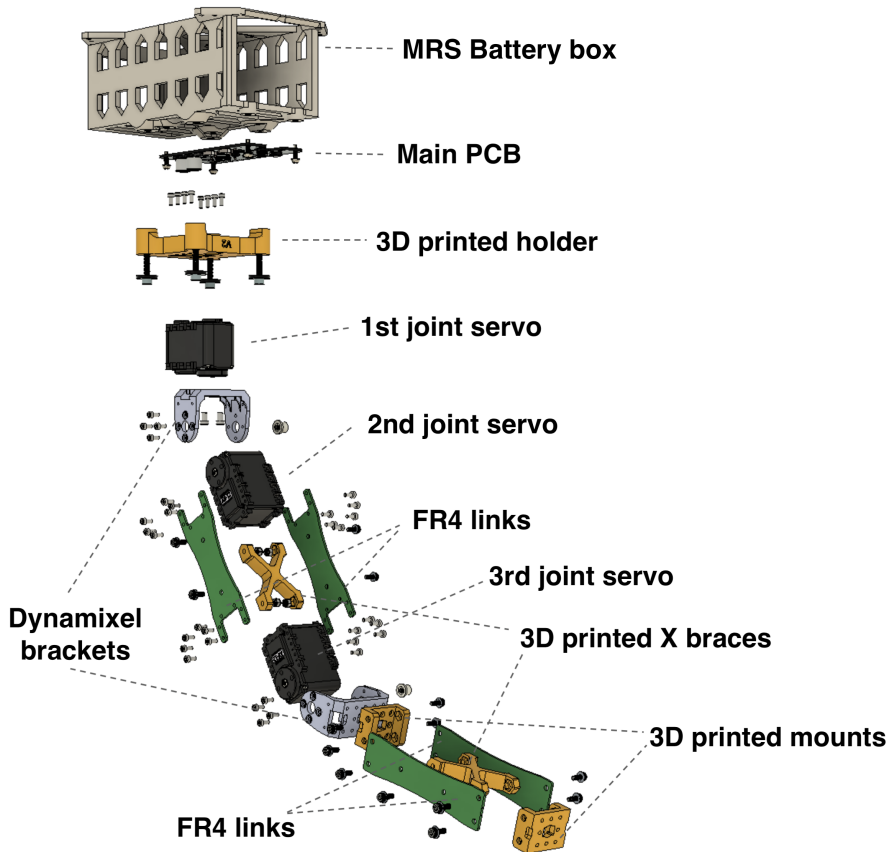 MRS Battery box
Main PCB
3D printed holder
1st joint servo
2nd joint servo
FR4 links
3rd joint servo
Dynamixel
brackets
3D printed X braces
3D printed mounts
FR4 links